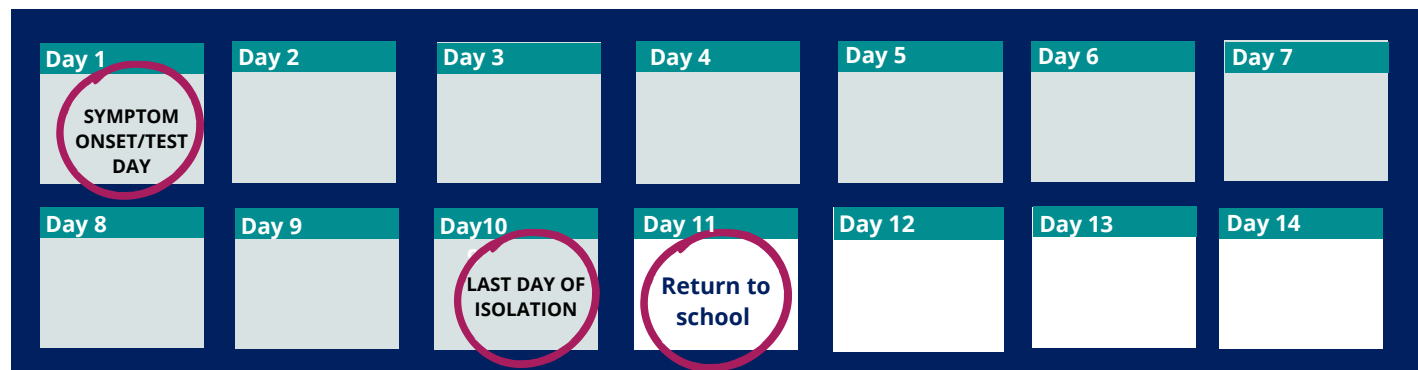 Day 1
Day 2
Day 3
Day 4
Day 5
Day 6
Day 7
SYMPTOM
ONSET/TEST
DAY
Day 8
Day 9
Day10
Day 11
Day 12
Day 13
Day 14
LAST DAY OF
ISOLATION
Return to
school